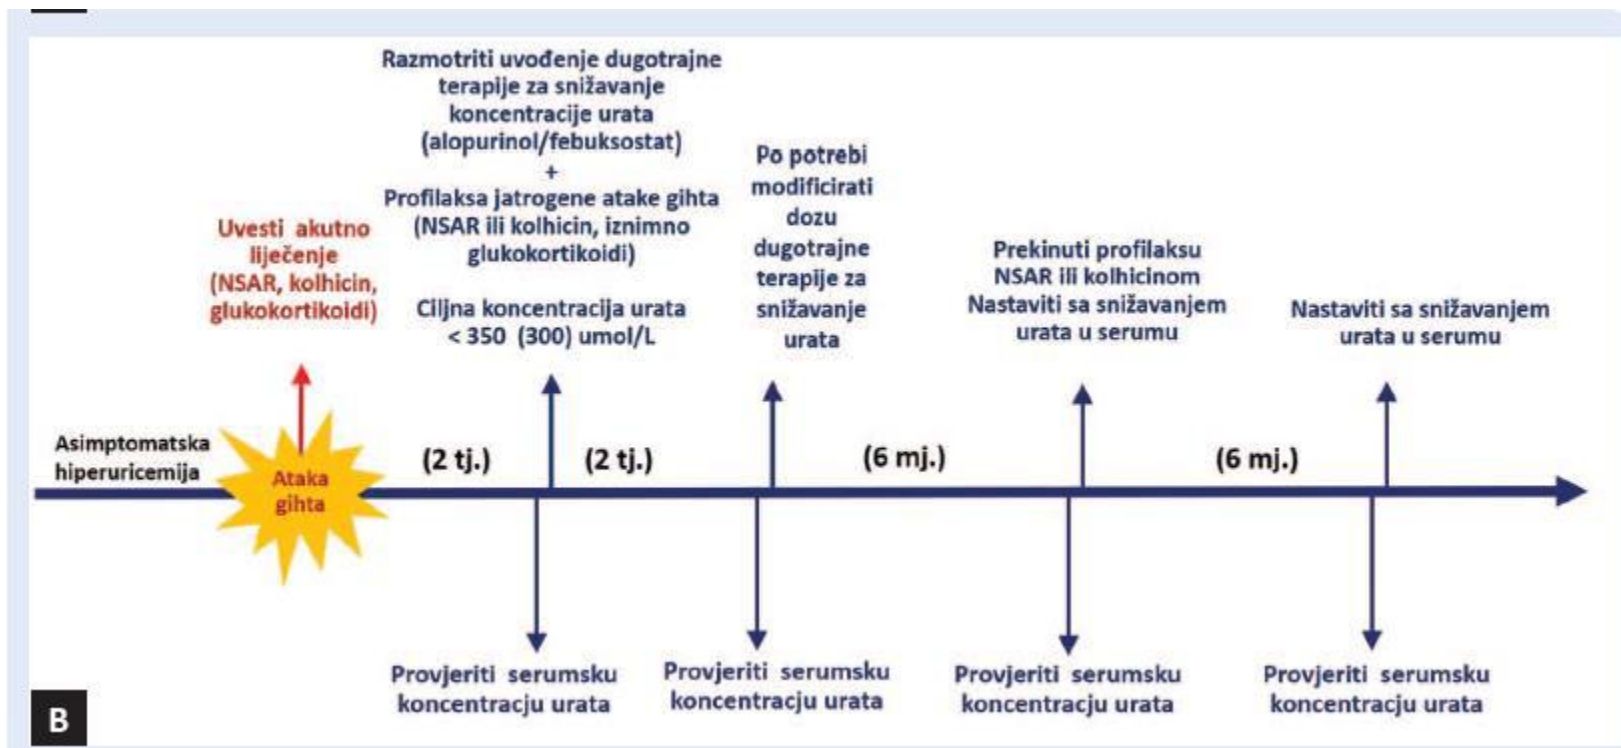 Razmotriti uvođenje dugotrajne
terapije za snižavanje
koncentracije urata
(alopurinol/febuksostat)
+
Profilaksa jatrogene atake gihta
(NSAR ili kolhicin, iznimno
glukokortikoidi)
Ciljna koncentracija urata
< 350 (300) umol/L
Uvesti akutno
liječenje
(NSAR, kolhicin,
glukokortikoidi)
Po potrebi
modificirati
dozu
dugotrajne
terapije za
snižavanje
urata
Prekinuti profilaksu
NSAR ili kolhicinom
Nastaviti sa snižavanjem
urata u serumu
Nastaviti sa snižavanjem
urata u serumu
Asimptomatska
hiperuricemija
Ataka
gihta
(2 tj.)
(2 tj.)
(6 mj.)
(6 mj.)
Provjeriti serumsku
koncentracju urata
Provjeriti serumsku
koncentracju urata
Provjeriti serumsku
koncentracju urata
Provjeriti serumsku
koncentracju urata
B